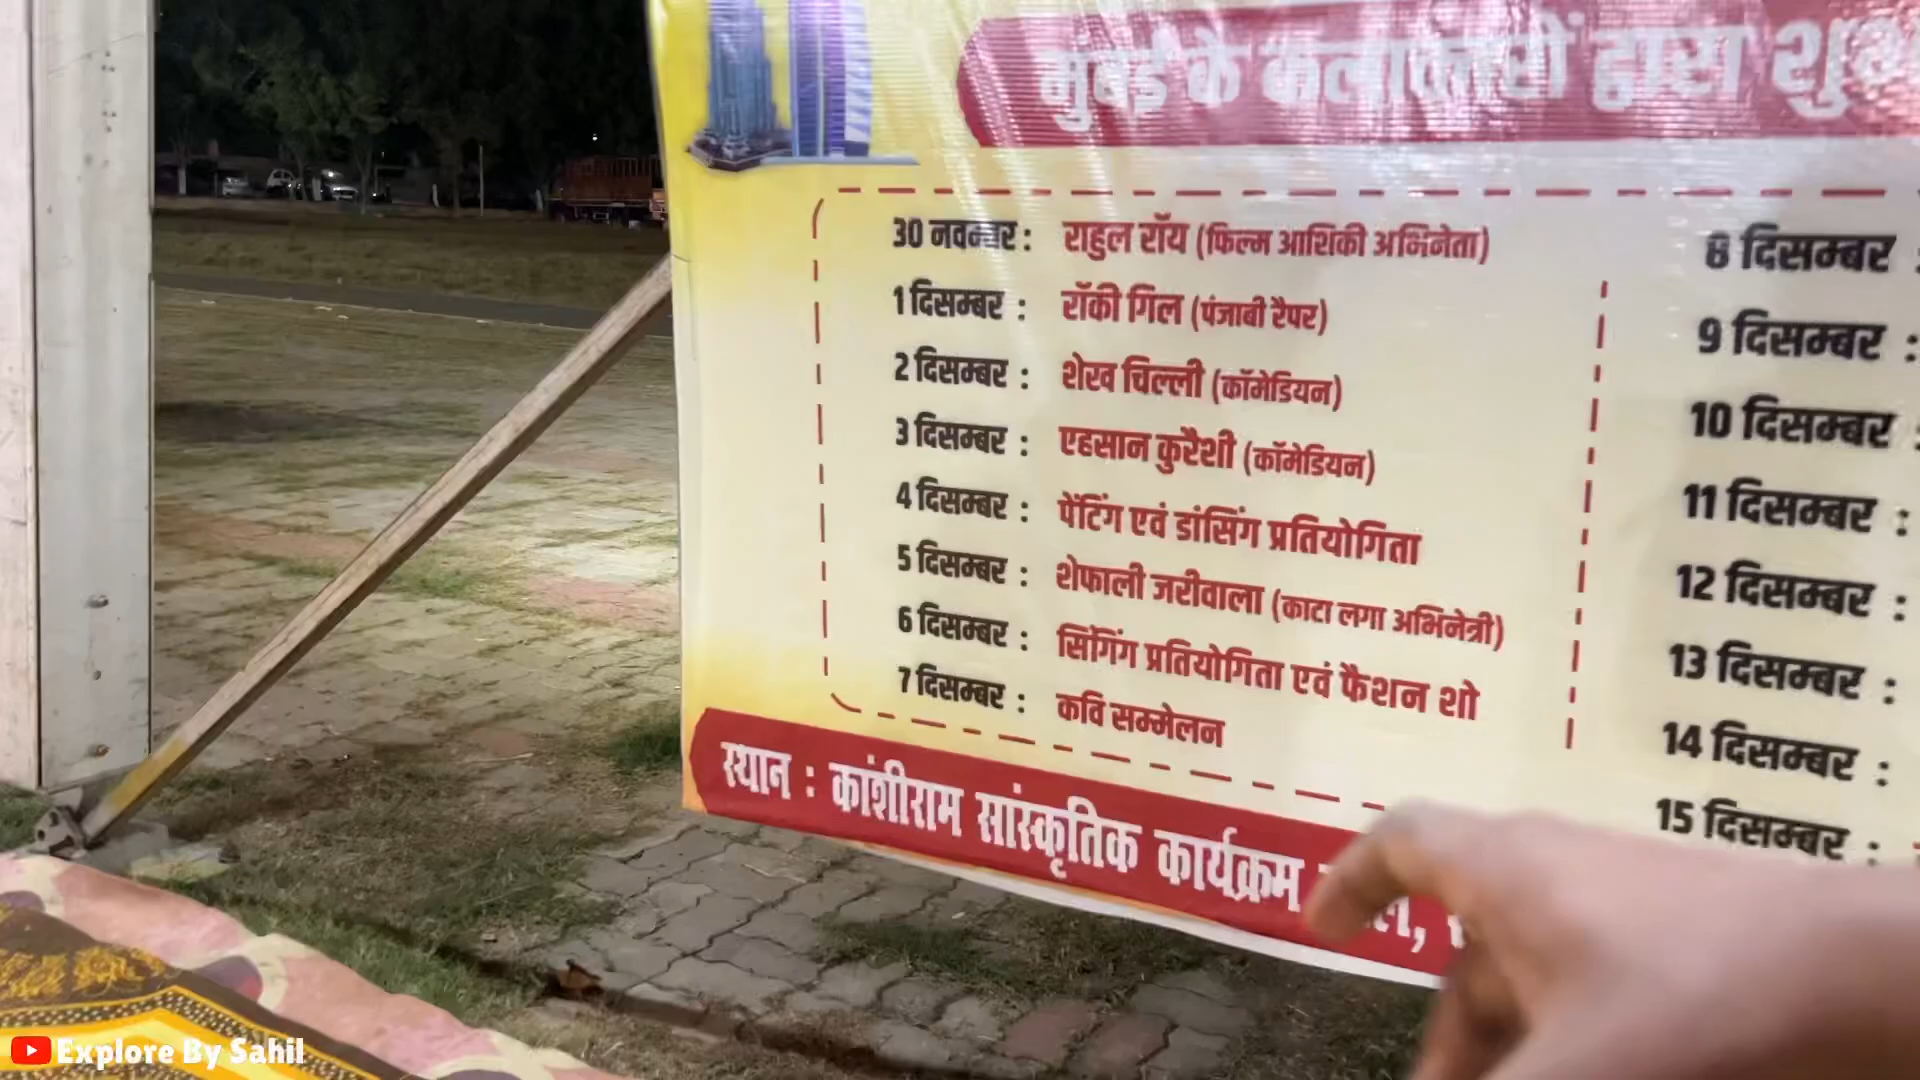 मुंबई के कलाकारों द्वारा
30 नवम्बर : राहुल रॉय (फिल्म आशिकी अभिनेता)
1 दिसम्बर : रॉकी गिल (पंजाबी रैपर)
2 दिसम्बर : शेख चिल्ली (कॉमेडियन)
3 दिसम्बर : एहसान कुरैशी (कॉमेडियन)
4 दिसम्बर : पेंटिंग एवं डांसिंग प्रतियोगिता
5 दिसम्बर : शेफाली जरीवाला (काटा लगा अभिनेत्री)
6 दिसम्बर : सिंगिंग प्रतियोगिता एवं फैशन शो
7 दिसम्बर : कवि सम्मेलन
8 दिसम्बर :
9 दिसम्बर :
10 दिसम्बर :
11 दिसम्बर :
12 दिसम्बर :
13 दिसम्बर :
14 दिसम्बर :
15 दिसम्बर :
स्थान : कांशीराम सांस्कृतिक कार्यक्रम
Explore By Sahil